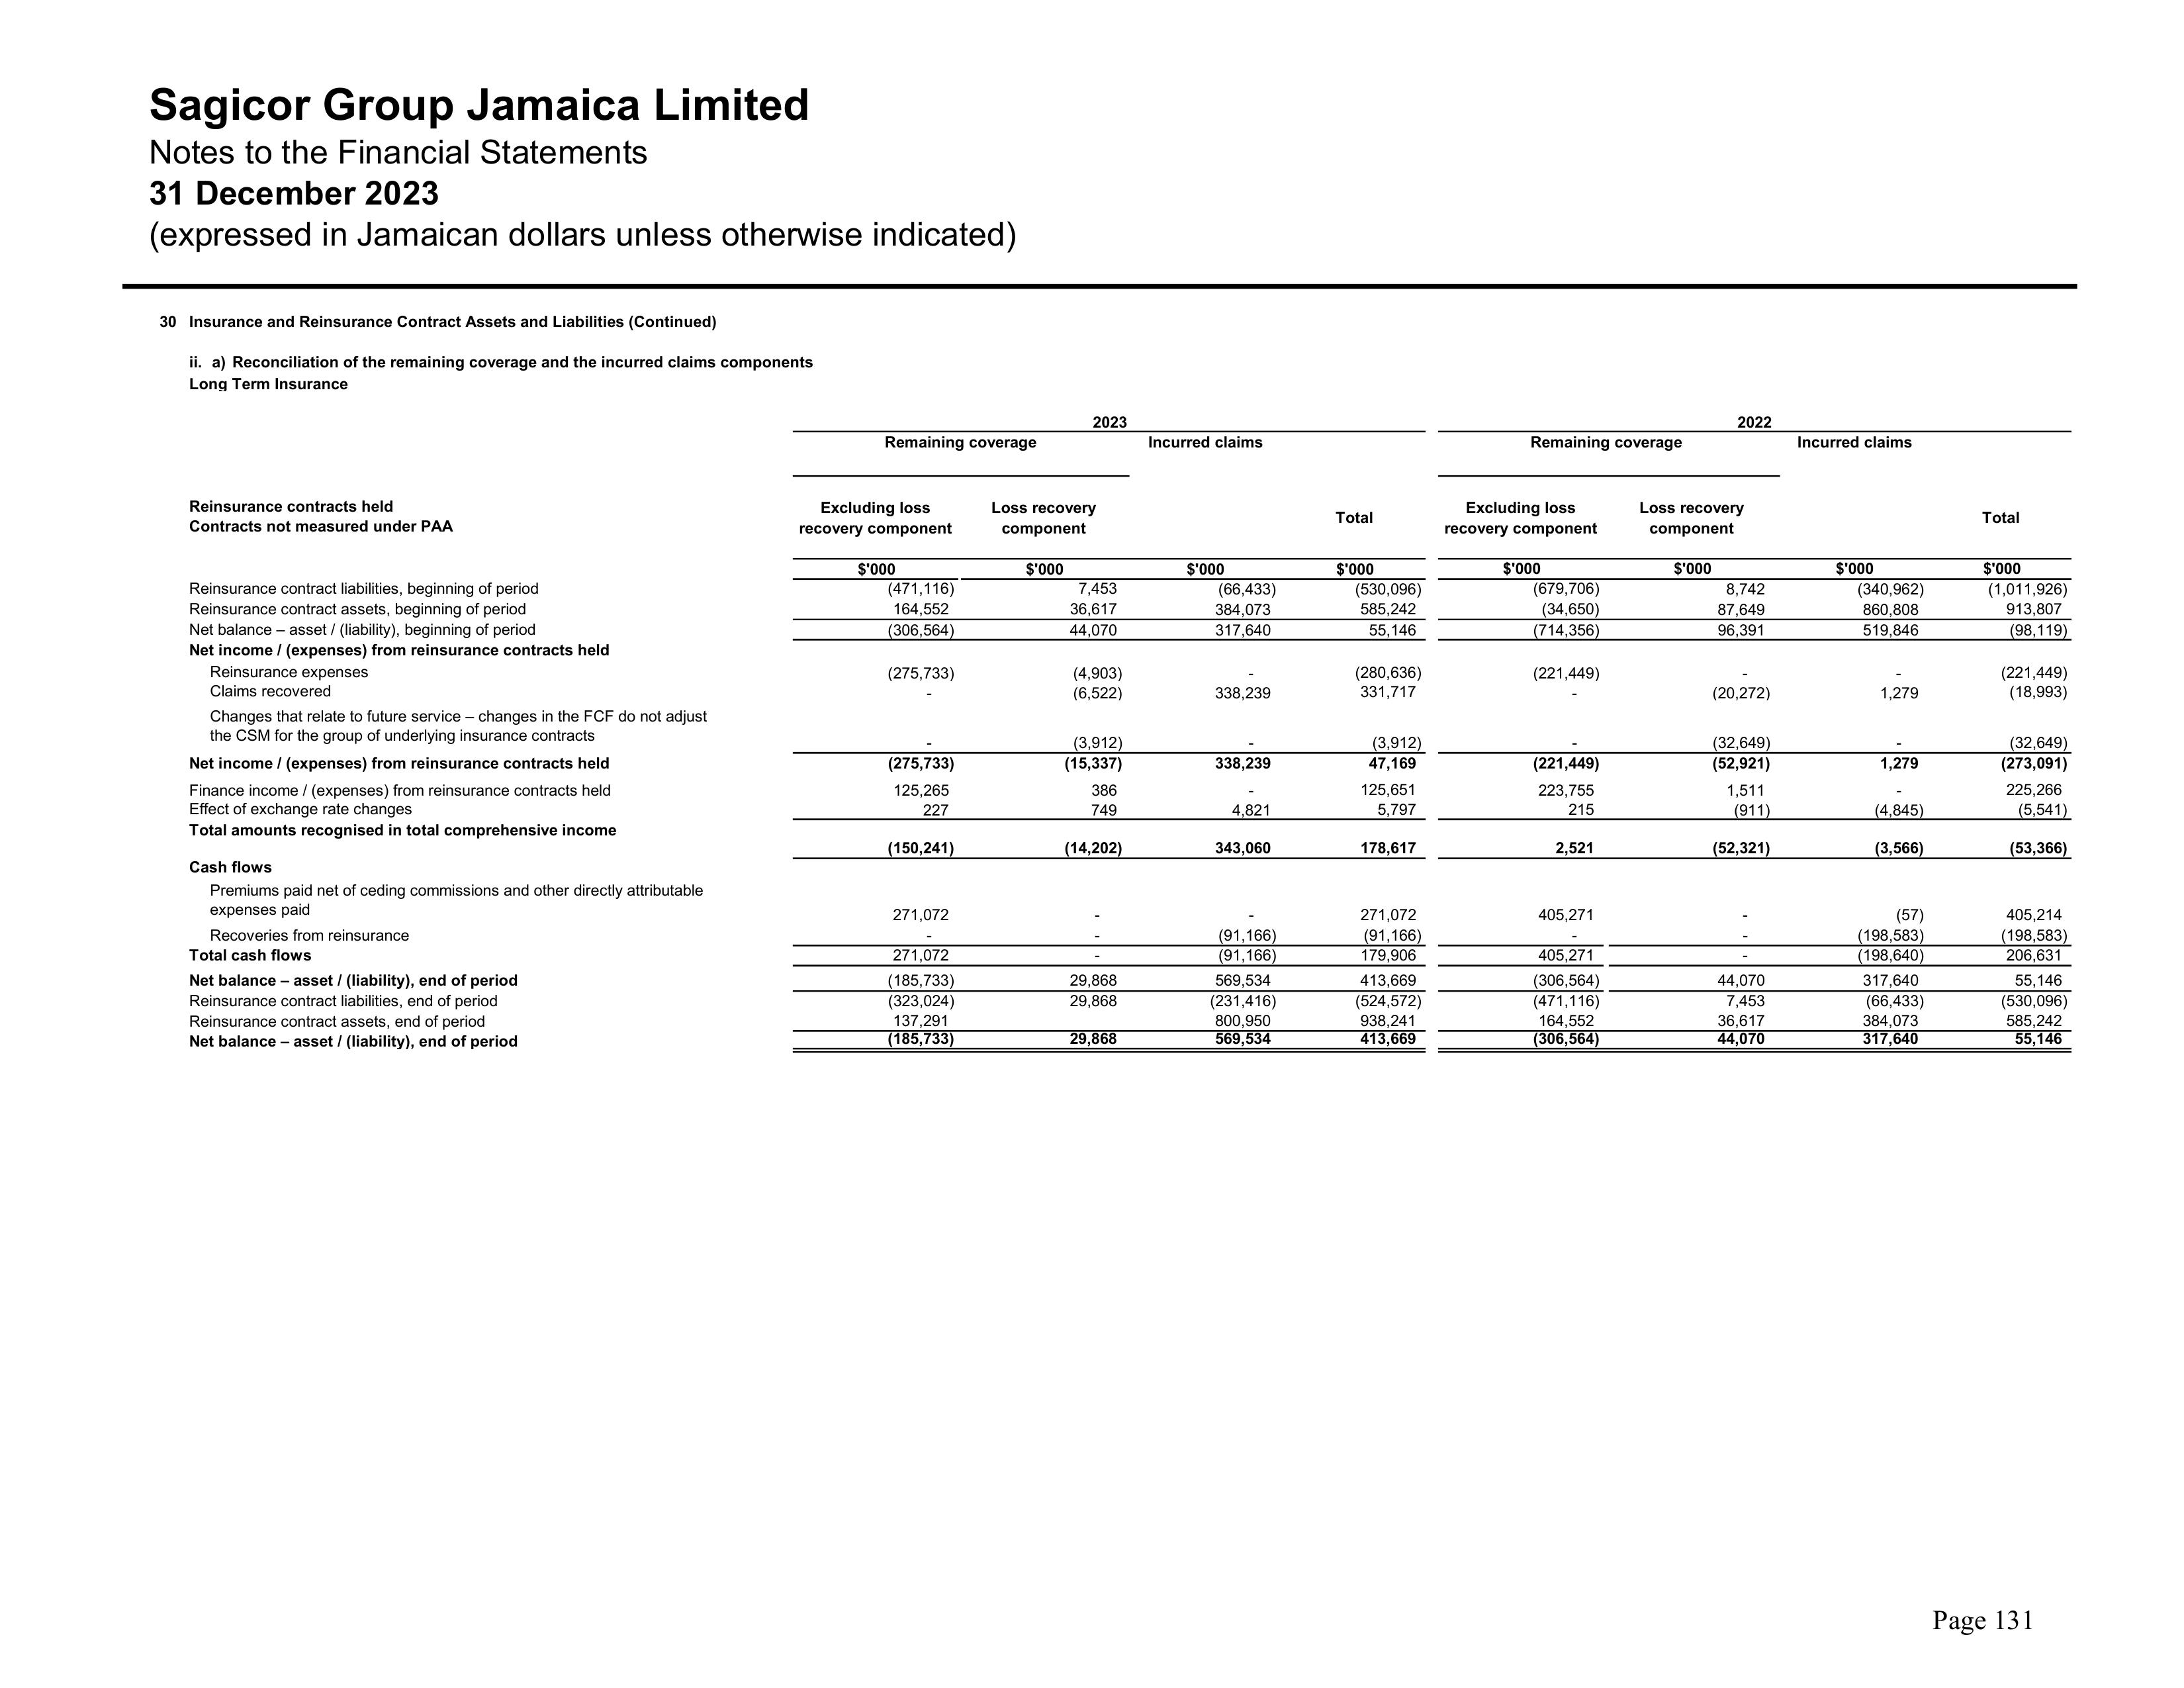 Sagicor Group Jamaica Limited
Notes to the Financial Statements
31 December 2023
(expressed in Jamaican dollars unless otherwise indicated)
30 Insurance and Reinsurance Contract Assets and Liabilities (Continued)
ii. a) Reconciliation of the remaining coverage and the incurred claims components
Long Term Insurance
2023 2022
Remaining coverage Incurred claims Remaining coverage Incurred claims
Reinsurance contracts held
Contracts not measured under PAA
Excluding loss Loss recovery Total Excluding loss Loss recovery Total
recovery component component recovery component component
$'000 $'000 $'000 $'000 $'000 $'000 $'000 $'000
Reinsurance contract liabilities, beginning of period (471,116) 7,453 (66,433) (530,096) (679,706) 8,742 (340,962) (1,011,926)
Reinsurance contract assets, beginning of period 164,552 36,617 384,073 585,242 (34,650) 87,649 860,808 913,807
Net balance – asset / (liability), beginning of period (306,564) 44,070 317,640 55,146 (714,356) 96,391 519,846 (98,119)
Net income / (expenses) from reinsurance contracts held
Reinsurance expenses (275,733) (4,903) - (280,636) (221,449) - - (221,449)
Claims recovered - (6,522) 338,239 331,717 - (20,272) 1,279 (18,993)
Changes that relate to future service – changes in the FCF do not adjust
the CSM for the group of underlying insurance contracts - (3,912) - (3,912) - (32,649) - (32,649)
Net income / (expenses) from reinsurance contracts held (275,733) (15,337) 338,239 47,169 (221,449) (52,921) 1,279 (273,091)
Finance income / (expenses) from reinsurance contracts held 125,265 386 - 125,651 223,755 1,511 - 225,266
Effect of exchange rate changes 227 749 4,821 5,797 215 (911) (4,845) (5,541)
Total amounts recognised in total comprehensive income
(150,241) (14,202) 343,060 178,617 2,521 (52,321) (3,566) (53,366)
Cash flows
Premiums paid net of ceding commissions and other directly attributable
expenses paid 271,072 - - 271,072 405,271 - (57) 405,214
Recoveries from reinsurance - - (91,166) (91,166) - - (198,583) (198,583)
Total cash flows 271,072 - (91,166) 179,906 405,271 - (198,640) 206,631
Net balance – asset / (liability), end of period (185,733) 29,868 569,534 413,669 (306,564) 44,070 317,640 55,146
Reinsurance contract liabilities, end of period (323,024) 29,868 (231,416) (524,572) (471,116) 7,453 (66,433) (530,096)
Reinsurance contract assets, end of period 137,291 800,950 938,241 164,552 36,617 384,073 585,242
Net balance – asset / (liability), end of period (185,733) 29,868 569,534 413,669 (306,564) 44,070 317,640 55,146
Page 131